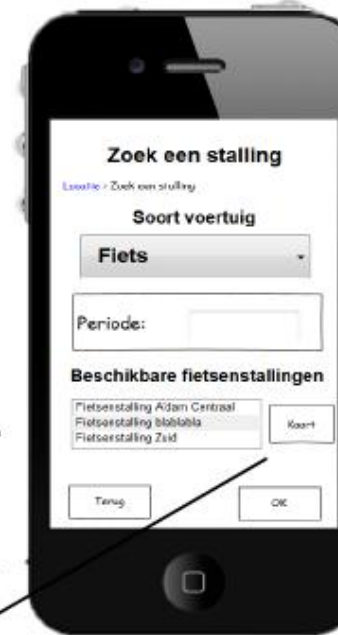 Zoek een stalling
Locatie > Zoek een stalling
Soort voertuig
Fiets
Periode:
Beschikbare fietsenstallingen
Fietsenstalling A'dam Centraal
Fietsenstalling blablabla
Fietsenstalling Zuid
Kaart
Terug
OK